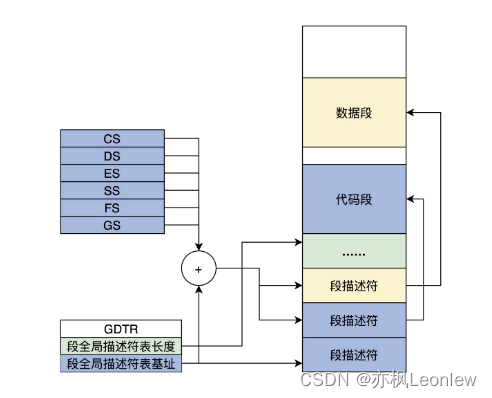 数据段
CS
DS
ES
SS
FS
GS
代码段
+
......
段描述符
GDTR
段全局描述符表长度
段描述符
段全局描述符表基址
段描述符
CSDN @亦枫Leonlew